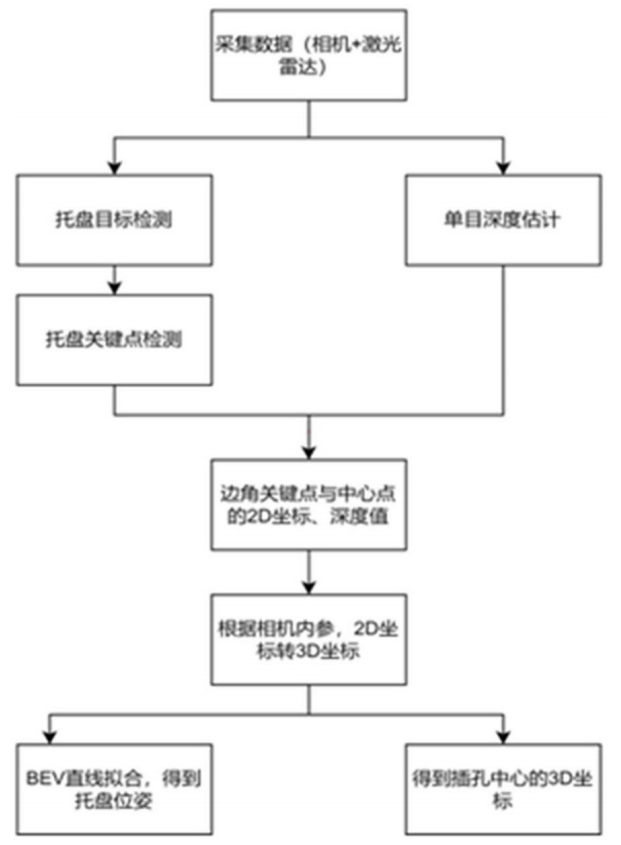 采集数据（相机+激光
雷达）
托盘目标检测
单目深度估计
托盘关键点检测
边角关键点与中心点
的2D坐标、深度值
根据相机内参，2D坐
标转3D坐标
BEV直线拟合，得到
托盘位姿
得到插孔中心的3D坐
标